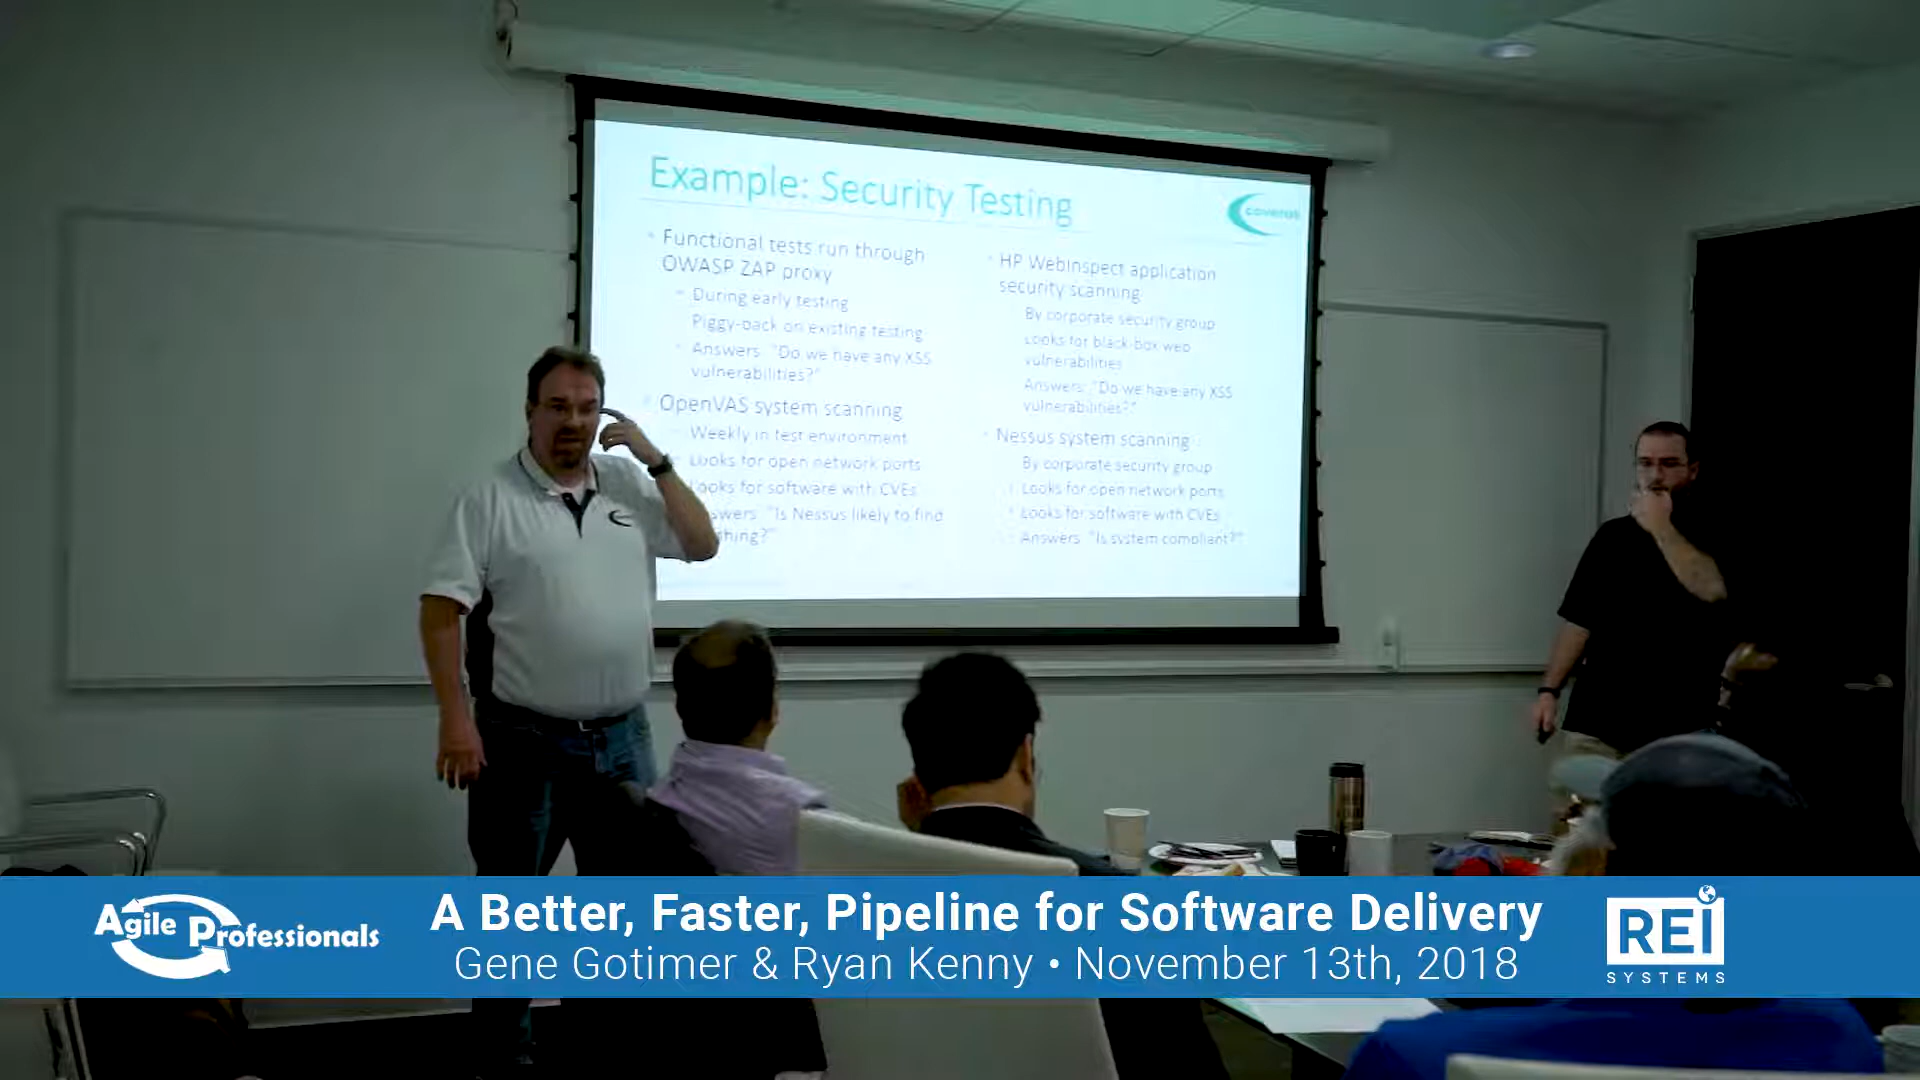 Example: Security Testing
coveros
Functional tests run through
OWASP ZAP proxy
During early testing
Piggy-back on existing testing
Answers: "Do we have any XSS
vulnerabilities?"
OpenVAS system scanning
Weekly in test environment
Looks for open network ports
Looks for software with CVEs
swers: "Is Nessus likely to find
thing?"
HP WebInspect application
security scanning
By corporate security group
Looks for black-box web
vulnerabilities
Answers: "Do we have any XSS
vulnerabilities?"
Nessus system scanning
By corporate security group
Looks for open network ports
Looks for software with CVEs
Answers: "Is system compliant?"
Agile Professionals
A Better, Faster, Pipeline for Software Delivery
Gene Gotimer & Ryan Kenny • November 13th, 2018
REI
SYSTEMS